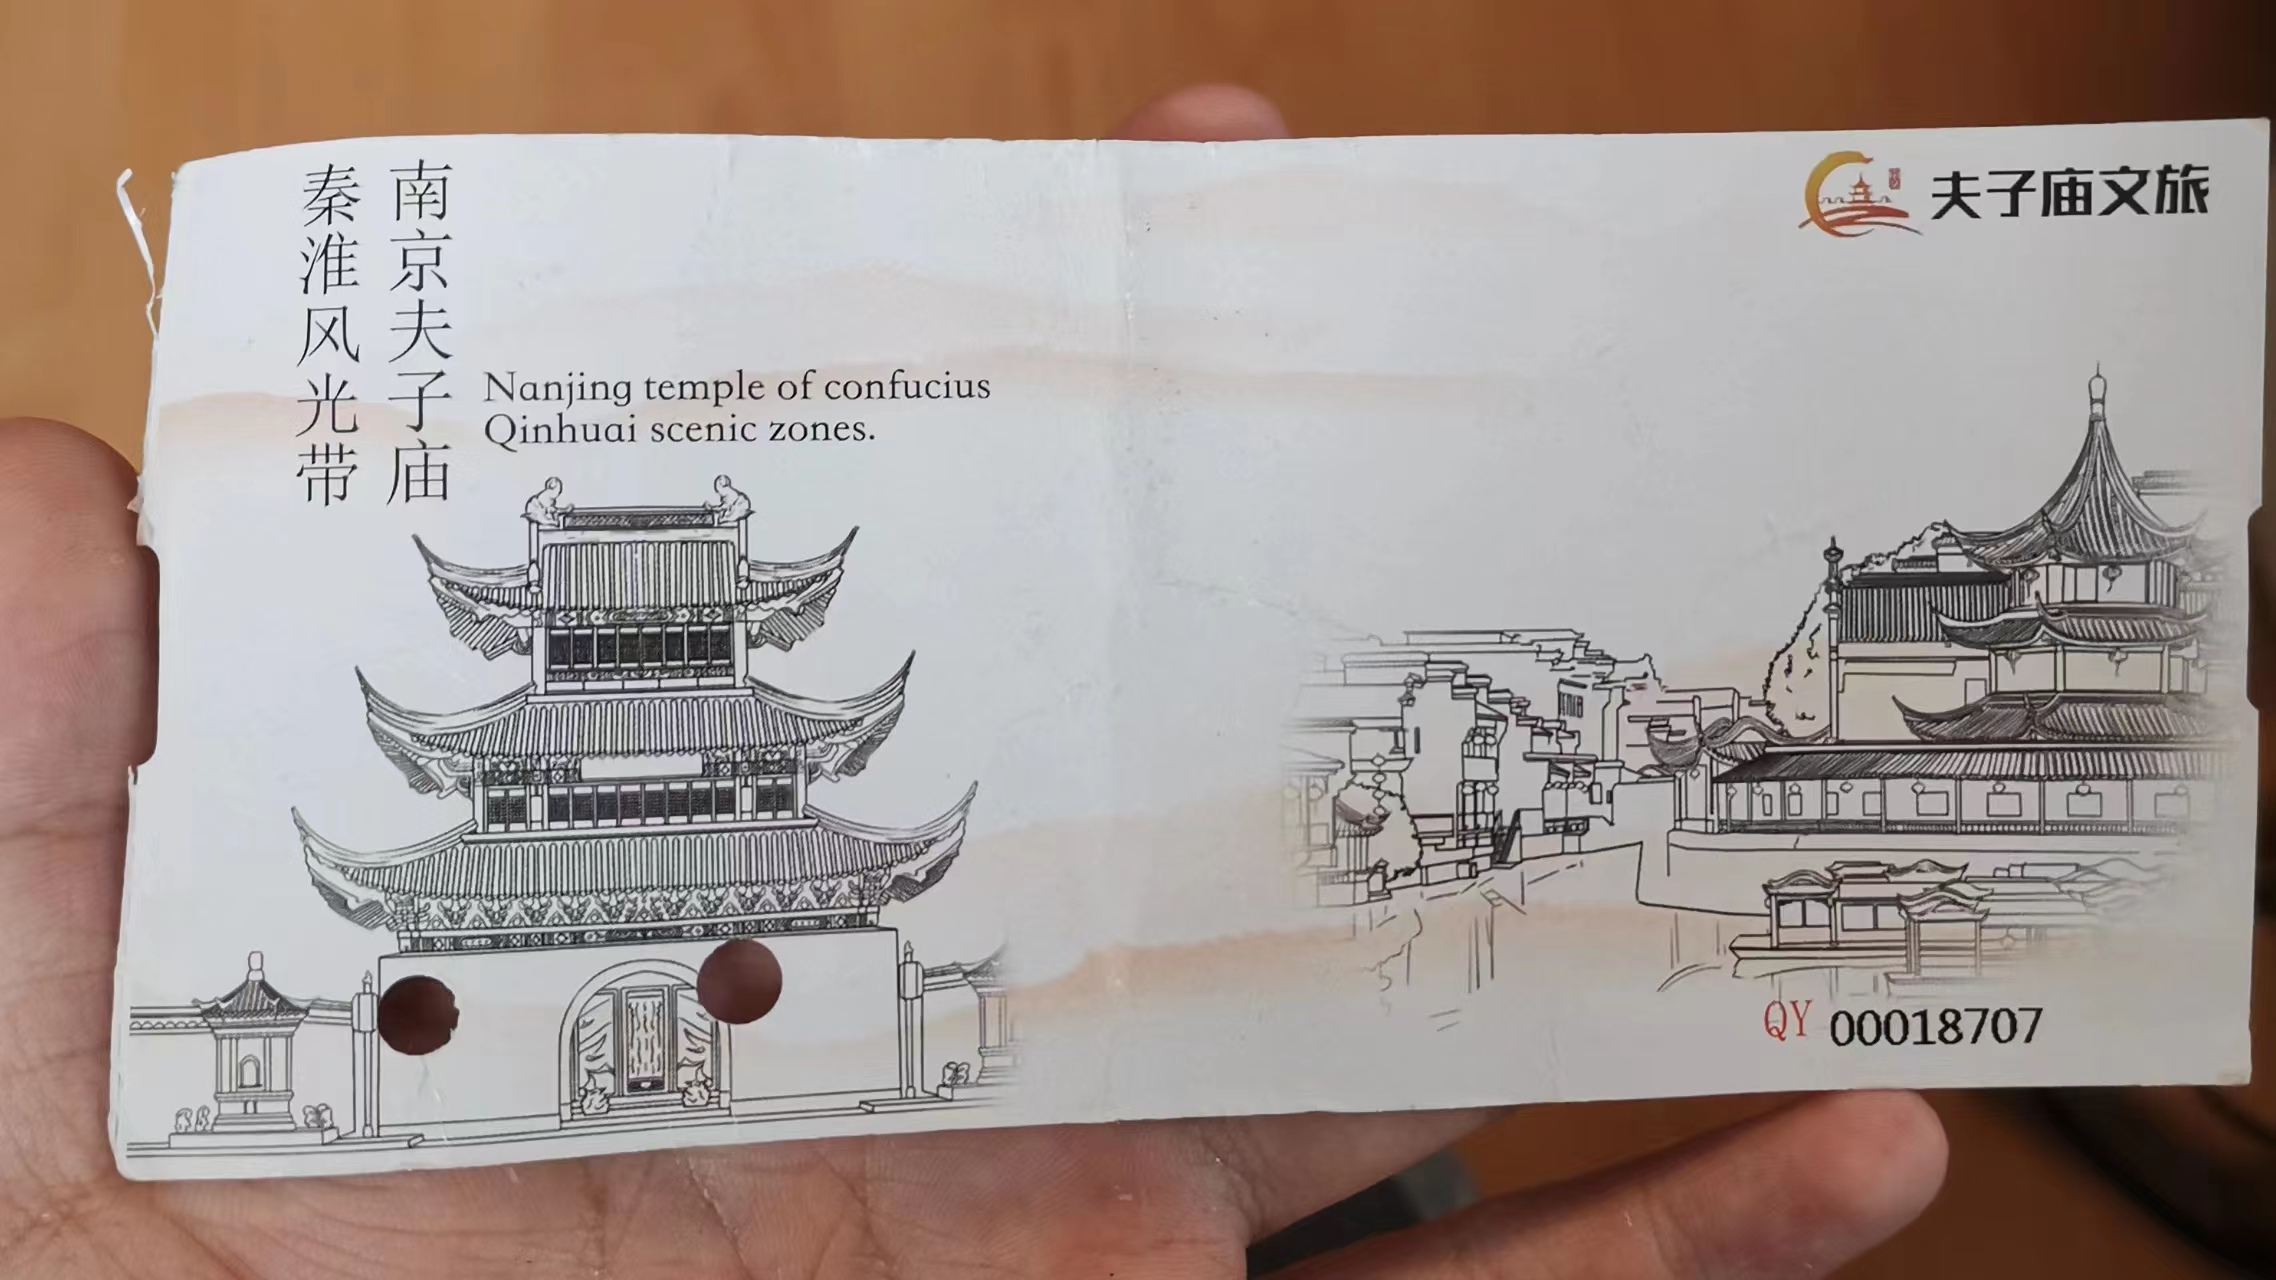 南京夫子庙
秦淮风光带
Nanjing temple of confucius
Qinhuai scenic zones.
夫子庙文旅
QY 00018707